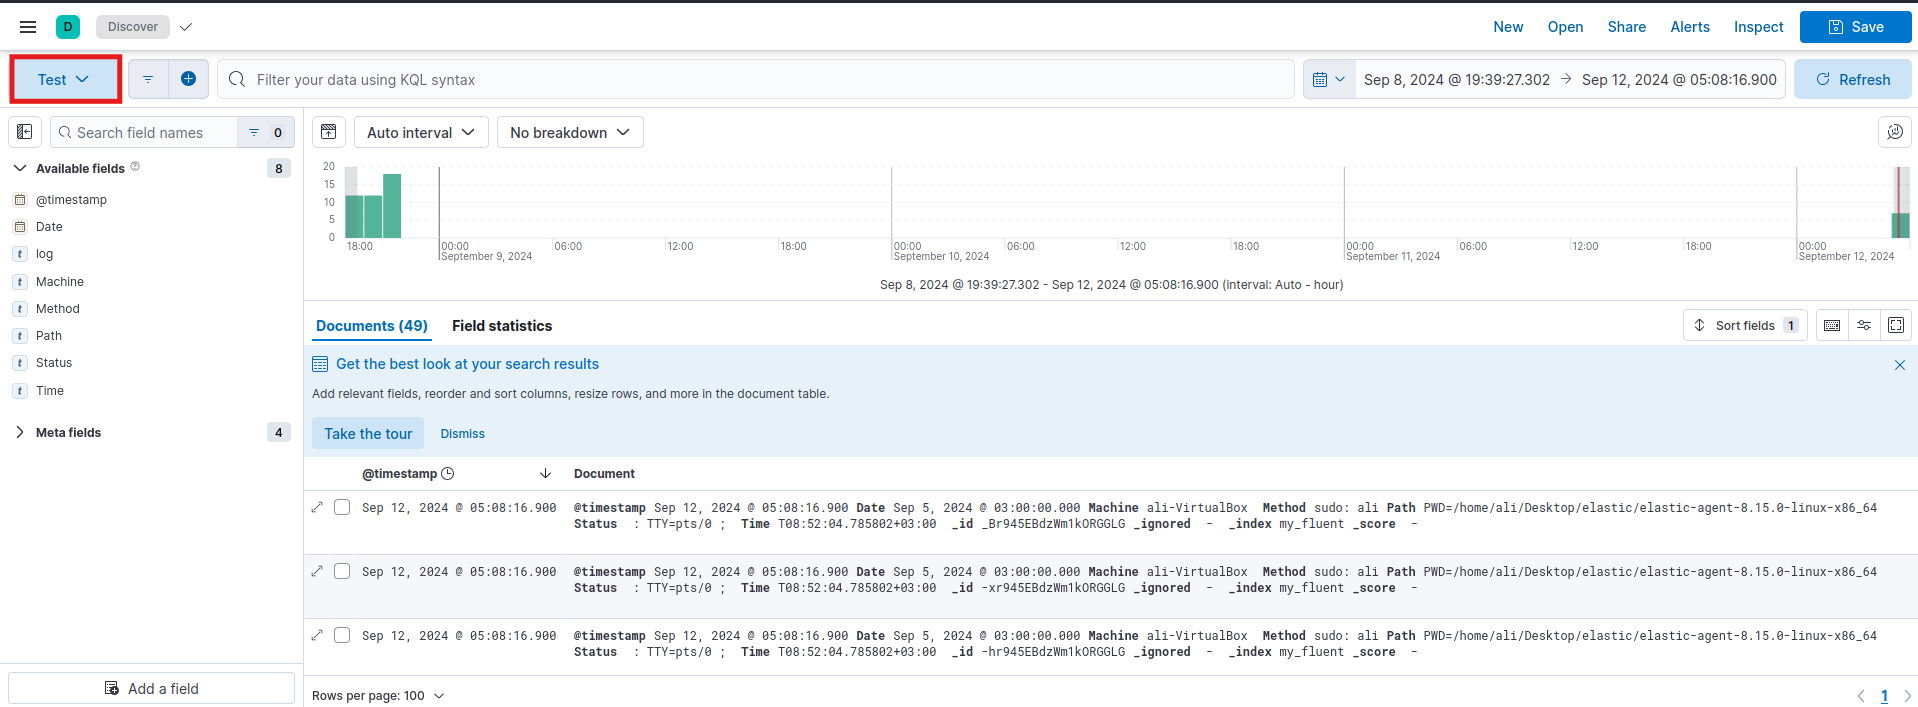 D Discover New Open Share Alerts Inspect Save
Test Filter your data using KQL syntax Sep 8, 2024 @ 19:39:27.302 → Sep 12, 2024 @ 05:08:16.900 Refresh
Search field names 0
Auto interval No breakdown
Available fields 8
@timestamp
Date
t log
t Machine
t Method
t Path
t Status
t Time
Meta fields 4
Add a field
20
15
10
5
0
18:00 00:00 06:00 12:00 18:00 00:00 06:00 12:00 18:00 00:00 06:00 12:00 18:00 00:00
September 9, 2024 September 10, 2024 September 11, 2024 September 12, 2024
Sep 8, 2024 @ 19:39:27.302 - Sep 12, 2024 @ 05:08:16.900 (interval: Auto - hour)
Documents (49) Field statistics Sort fields 1
Get the best look at your search results
Add relevant fields, reorder and sort columns, resize rows, and more in the document table.
Take the tour Dismiss
@timestamp Document
Sep 12, 2024 @ 05:08:16.900 @timestamp Sep 12, 2024 @ 05:08:16.900 Date Sep 5, 2024 @ 03:00:00.000 Machine ali-VirtualBox Method sudo: ali Path PWD=/home/ali/Desktop/elastic/elastic-agent-8.15.0-linux-x86_64
Status : TTY=pts/0 ; Time T08:52:04.785802+03:00 _id _Br945EBdzWm1kORGGLG _ignored - _index my_fluent _score -
Sep 12, 2024 @ 05:08:16.900 @timestamp Sep 12, 2024 @ 05:08:16.900 Date Sep 5, 2024 @ 03:00:00.000 Machine ali-VirtualBox Method sudo: ali Path PWD=/home/ali/Desktop/elastic/elastic-agent-8.15.0-linux-x86_64
Status : TTY=pts/0 ; Time T08:52:04.785802+03:00 _id -xr945EBdzWm1kORGGLG _ignored - _index my_fluent _score -
Sep 12, 2024 @ 05:08:16.900 @timestamp Sep 12, 2024 @ 05:08:16.900 Date Sep 5, 2024 @ 03:00:00.000 Machine ali-VirtualBox Method sudo: ali Path PWD=/home/ali/Desktop/elastic/elastic-agent-8.15.0-linux-x86_64
Status : TTY=pts/0 ; Time T08:52:04.785802+03:00 _id -hr945EBdzWm1kORGGLG _ignored - _index my_fluent _score -
Rows per page: 100 1